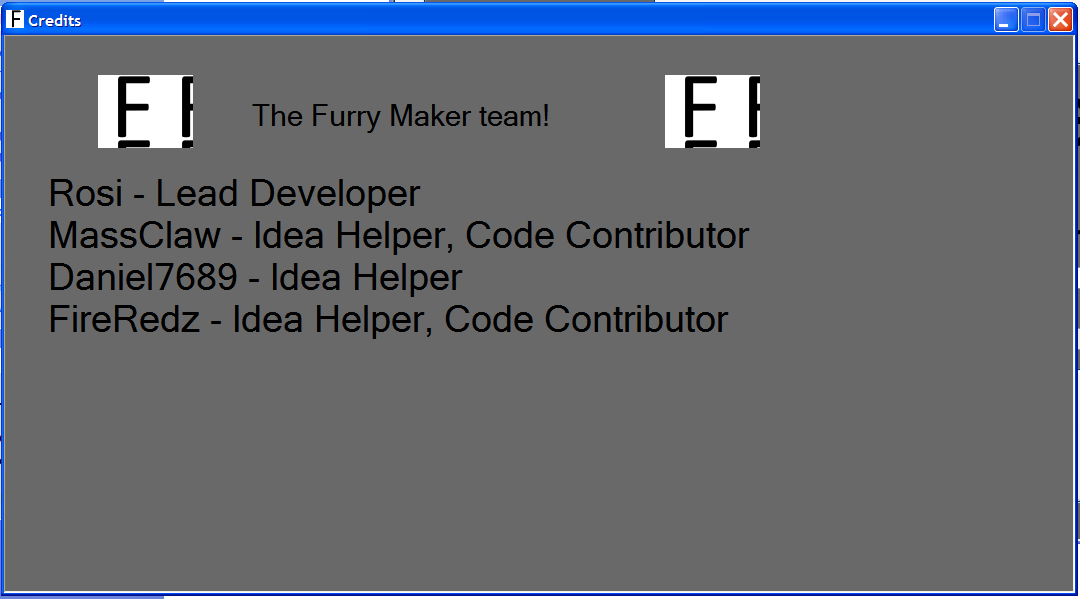 F Credits
F F The Furry Maker team! F F
Rosi - Lead Developer
MassClaw - Idea Helper, Code Contributor
Daniel7689 - Idea Helper
FireRedz - Idea Helper, Code Contributor